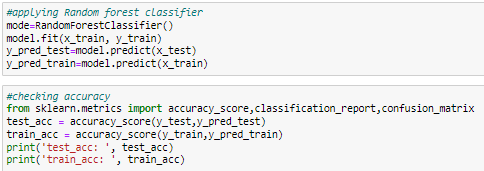 #applying Random forest classifier
mode=RandomForestClassifier()
model.fit(x_train, y_train)
y_pred_test=model.predict(x_test)
y_pred_train=model.predict(x_train)
#checking accuracy
from sklearn.metrics import accuracy_score,classification_report,confusion_matrix
test_acc = accuracy_score(y_test,y_pred_test)
train_acc = accuracy_score(y_train,y_pred_train)
print('test_acc: ', test_acc)
print('train_acc: ', train_acc)